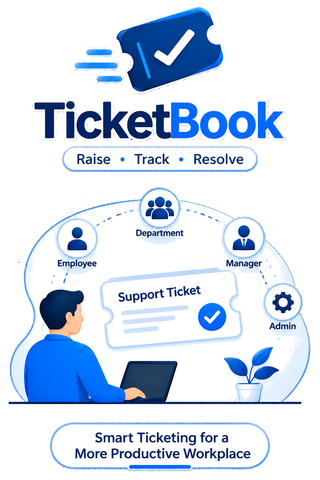 TicketBook
Raise • Track • Resolve
Department
Employee
Manager
Admin
Support Ticket
Smart Ticketing for a
More Productive Workplace